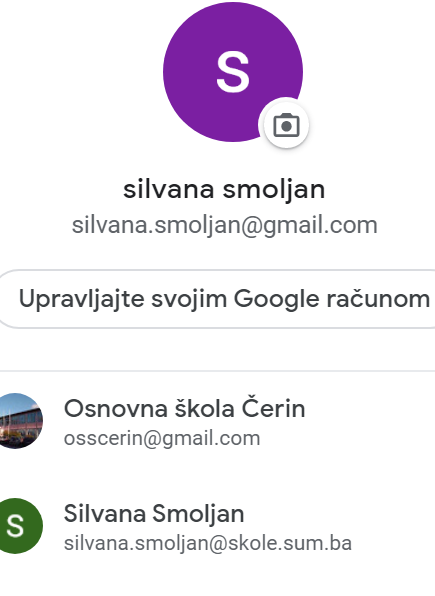 S
silvana smoljan
silvana.smoljan@gmail.com
Upravljajte svojim Google računom
Osnovna škola Čerin
osscerin@gmail.com
S
Silvana Smoljan
silvana.smoljan@skole.sum.ba